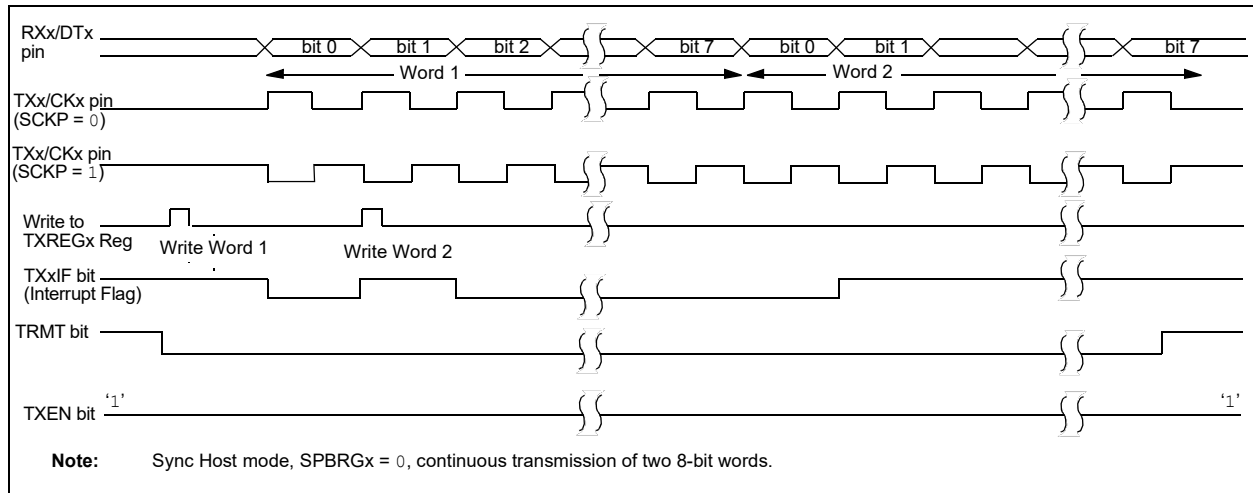 RXx/DTx
pin
bit 0 bit 1 bit 2 bit 7 bit 0 bit 1 bit 7
Word 1 Word 2
TXx/CKx pin
(SCKP = 0)
TXx/CKx pin
(SCKP = 1)
Write to
TXREGx Reg
Write Word 1 Write Word 2
TXxIF bit
(Interrupt Flag)
TRMT bit
TXEN bit ‘1’ ‘1’
Note: Sync Host mode, SPBRGx = 0, continuous transmission of two 8-bit words.